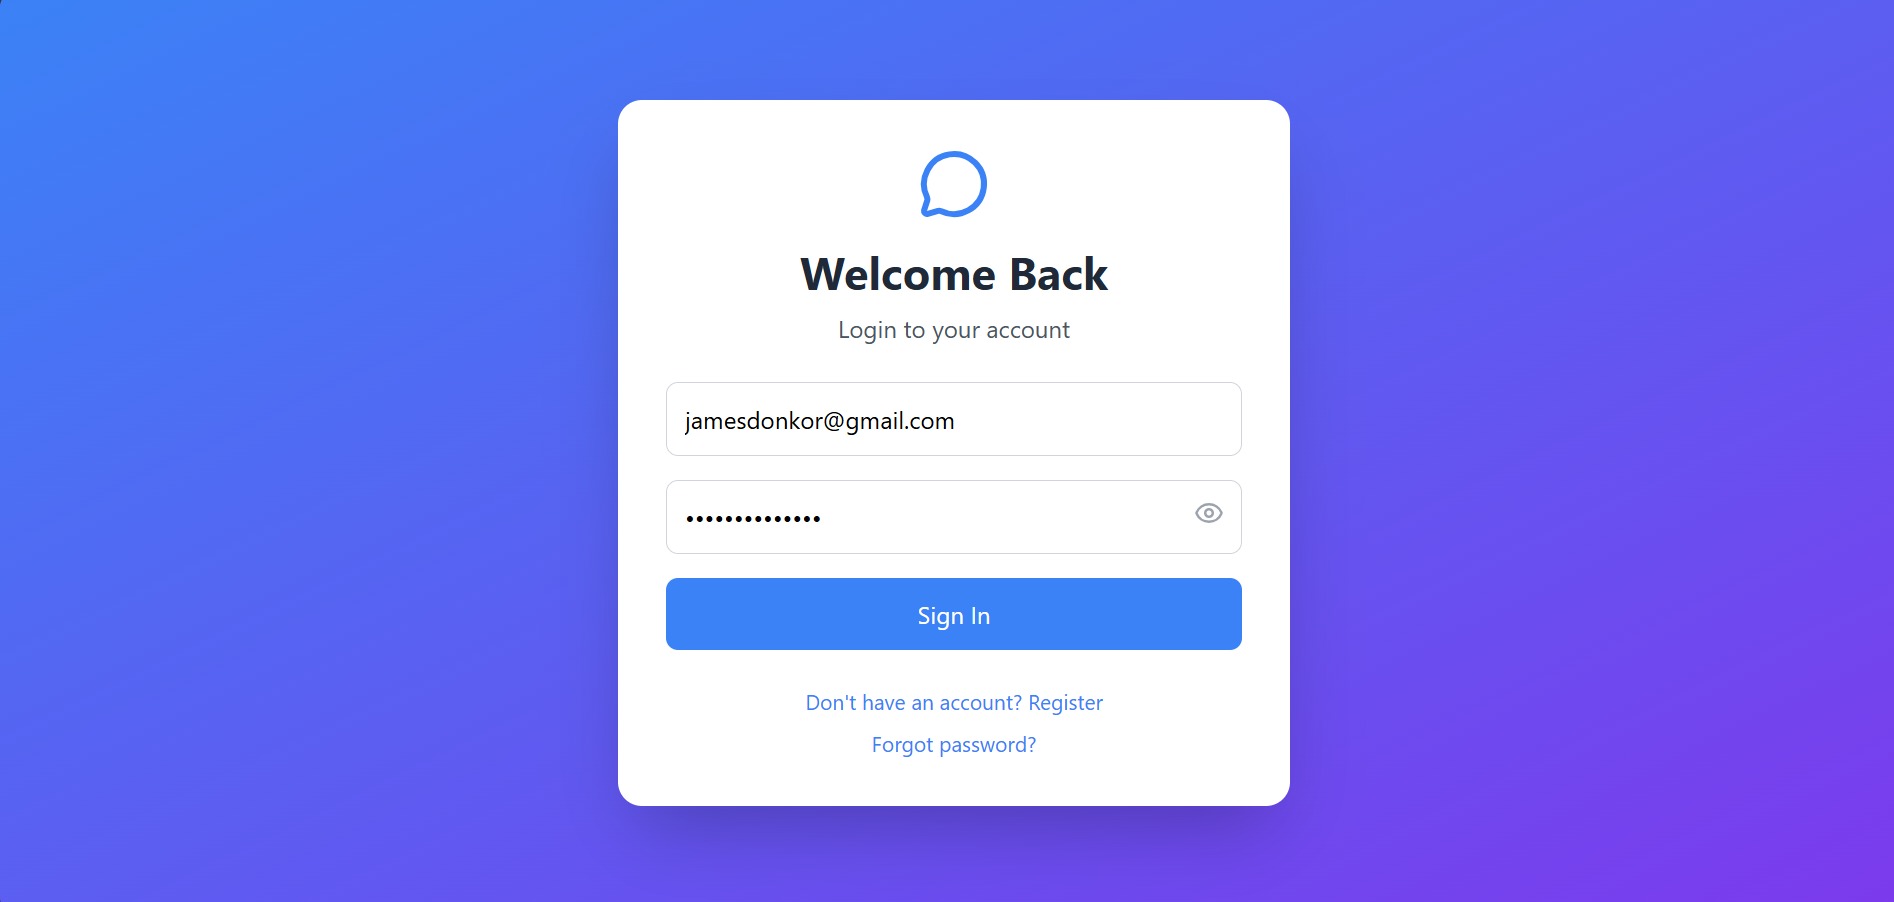 Welcome Back
Login to your account
jamesdonkor@gmail.com
••••••••••••••
Sign In
Don't have an account? Register
Forgot password?